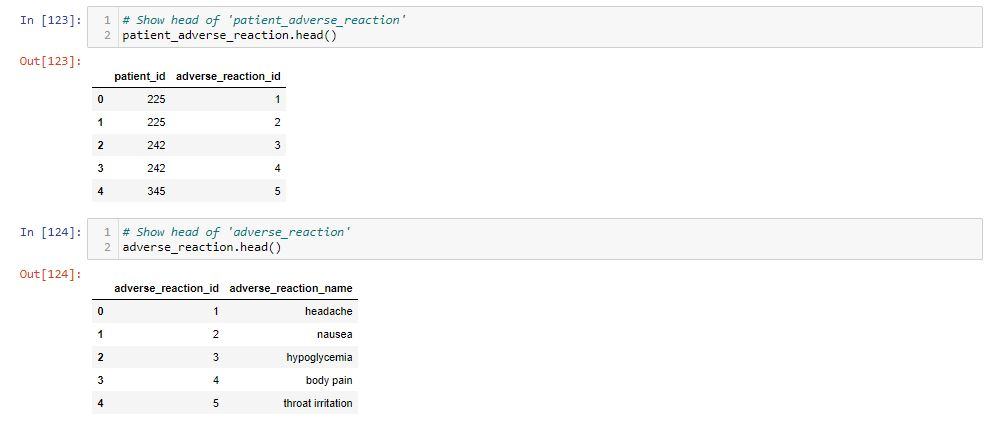 In [123]: 1 # Show head of 'patient_adverse_reaction'
2 patient_adverse_reaction.head()
Out[123]:
patient_id adverse_reaction_id
0 225 1
1 225 2
2 242 3
3 242 4
4 345 5
In [124]: 1 # Show head of 'adverse_reaction'
2 adverse_reaction.head()
Out[124]:
adverse_reaction_id adverse_reaction_name
0 1 headache
1 2 nausea
2 3 hypoglycemia
3 4 body pain
4 5 throat irritation